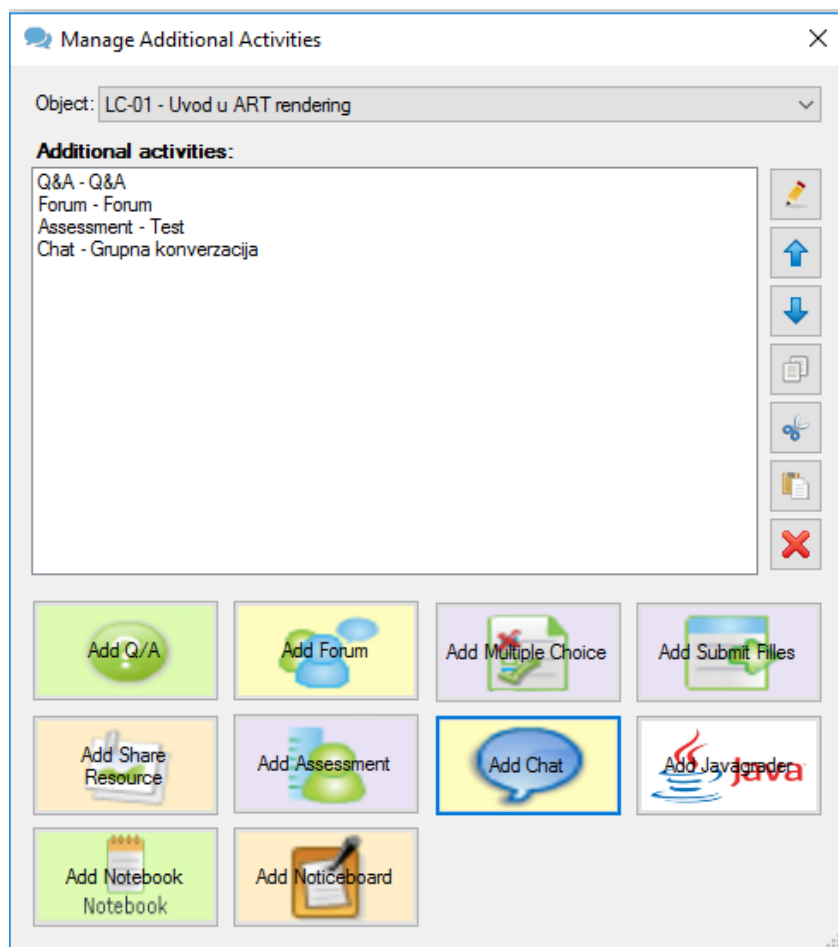 Manage Additional Activities
Object: LC-01 - Uvod u ART rendering
Additional activities:
Q&A - Q&A
Forum - Forum
Assessment - Test
Chat - Grupna konverzacija
Add Q/A
Add Forum
Add Multiple Choice
Add Submit Filles
Add Share
Resource
Add Assessment
Add Chat
Add Javagrader
Java
Add Notebook
Notebook
Add Noticeboard